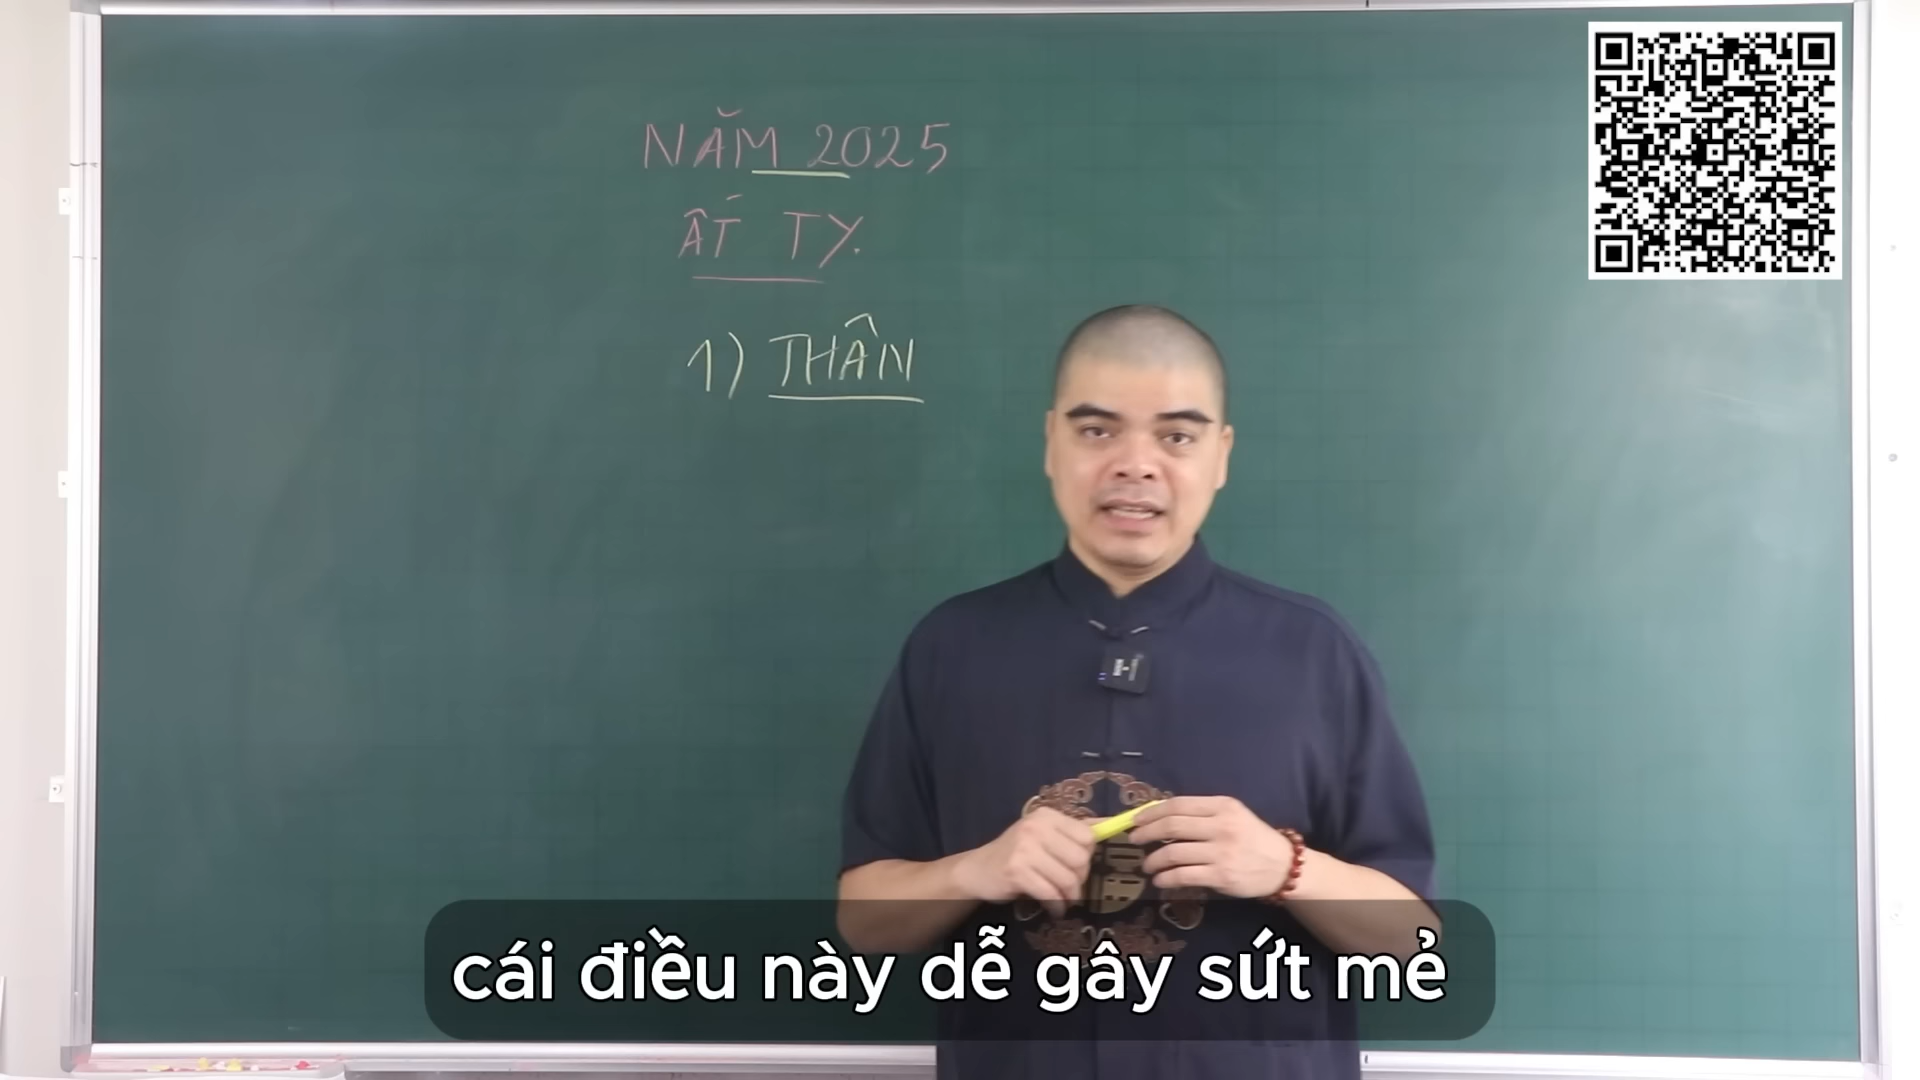 NĂM 2025
ẤT TỴ
1) THÂN
cái điều này dễ gây sứt mẻ